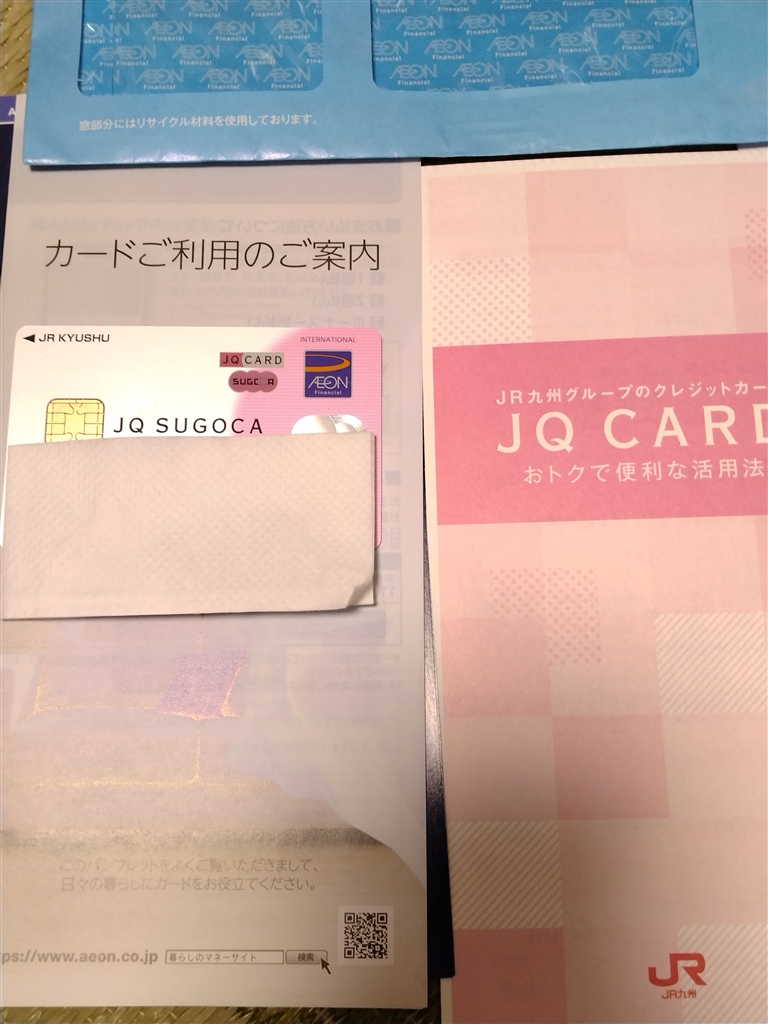 ÆON Financial
窓部分にはリサイクル材料を使用しております。
カードご利用のご案内
JR KYUSHU
INTERNATIONAL
JQ CARD
SUGOCA
ÆON
Financial
JQ SUGOCA
このパンフレットをよくご覧いただきまして、
日々の暮らしにカードをお役立てください。
ps://www.aeon.co.jp 暮らしのマネーサイト 検索
JR九州グループのクレジットカー
JQ CARD
おトクで便利な活用法
JR
JR九州